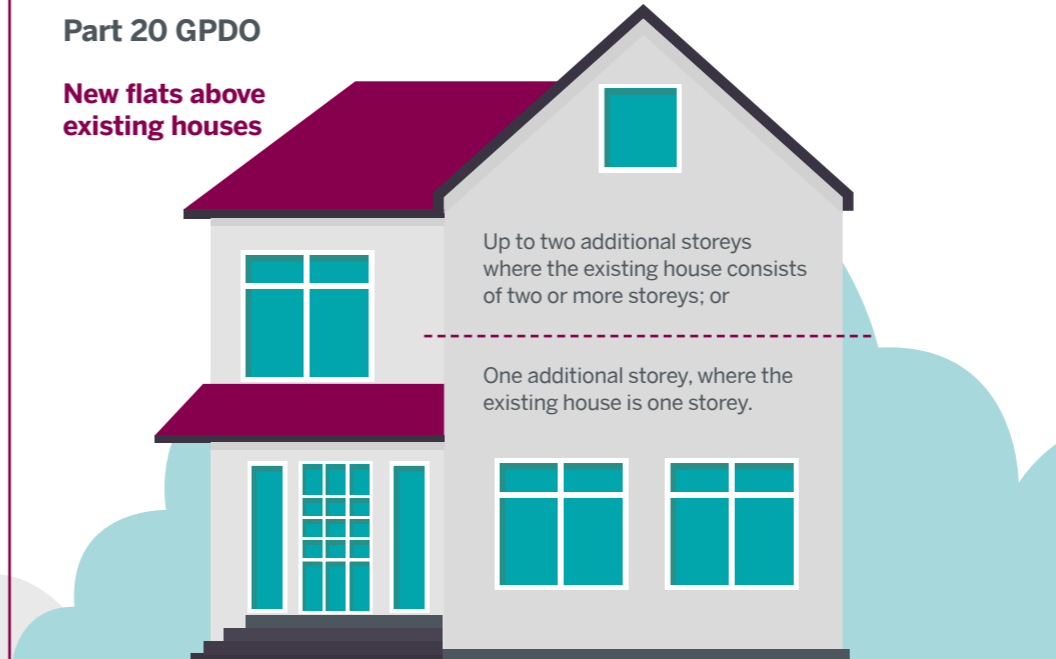 Part 20 GPDO
New flats above
existing houses
Up to two additional storeys
where the existing house consists
of two or more storeys; or
One additional storey, where the
existing house is one storey.